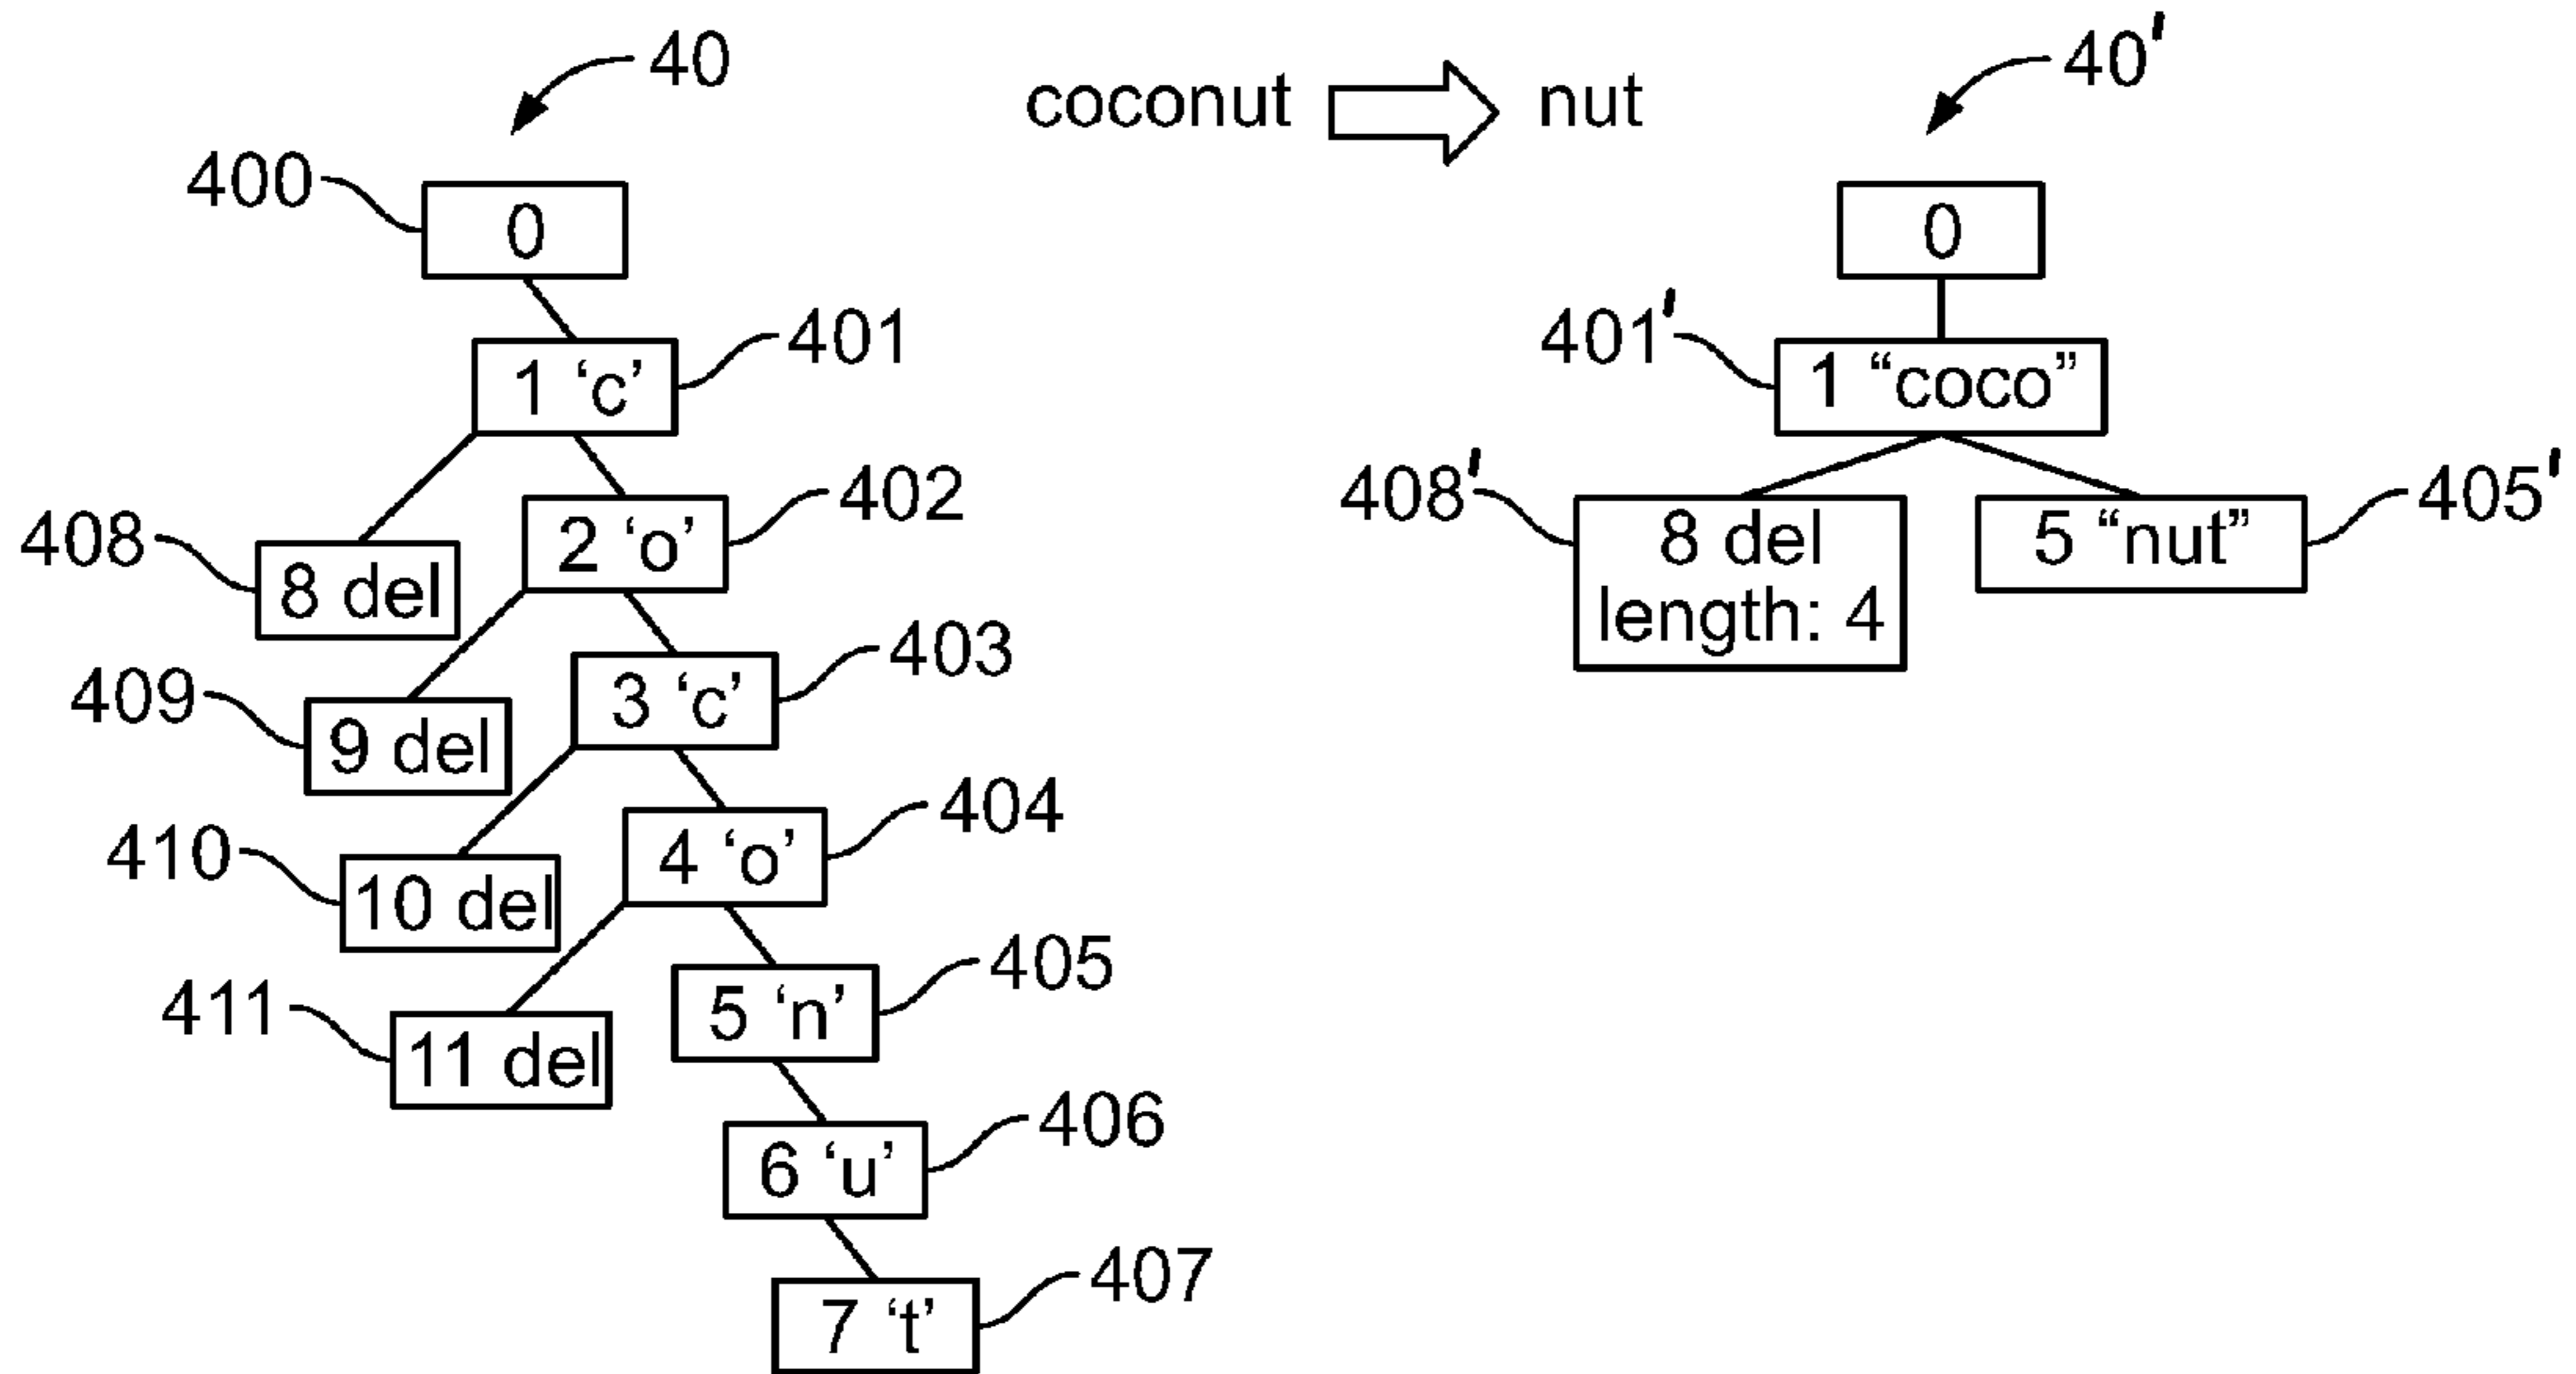 40
coconut
nut
40'
400
0
0
1 ‘c’
401
401'
1 “coco”
408
8 del
2 ‘o’
402
408'
8 del
length: 4
5 “nut”
405'
409
9 del
3 ‘c’
403
410
10 del
4 ‘o’
404
411
11 del
5 ‘n’
405
6 ‘u’
406
7 ‘t’
407